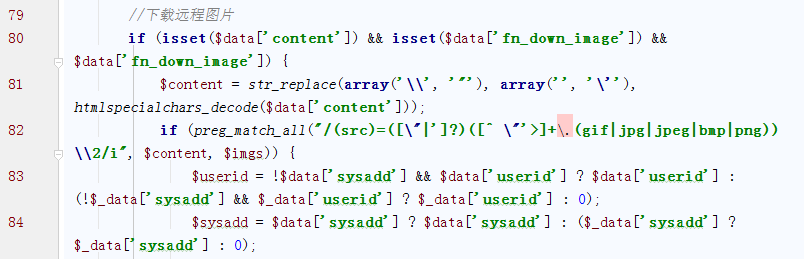 79 //下载远程图片
80 if (isset($data['content']) && isset($data['fn_down_image']) &&
$data['fn_down_image']) {
81 $content = str_replace(array('\\', '"'), array('', '\''),
htmlspecialchars_decode($data['content']));
82 if (preg_match_all("/(src)=([\"|']?)([^ \"'>]+\.(gif|jpg|jpeg|bmp|png))
\\2/i", $content, $imgs)) {
83 $userid = !$data['sysadd'] && $data['userid'] ? $data['userid'] :
(!$_data['sysadd'] && $_data['userid'] ? $_data['userid'] : 0);
84 $sysadd = $data['sysadd'] ? $data['sysadd'] : ($_data['sysadd'] ?
$_data['sysadd'] : 0);